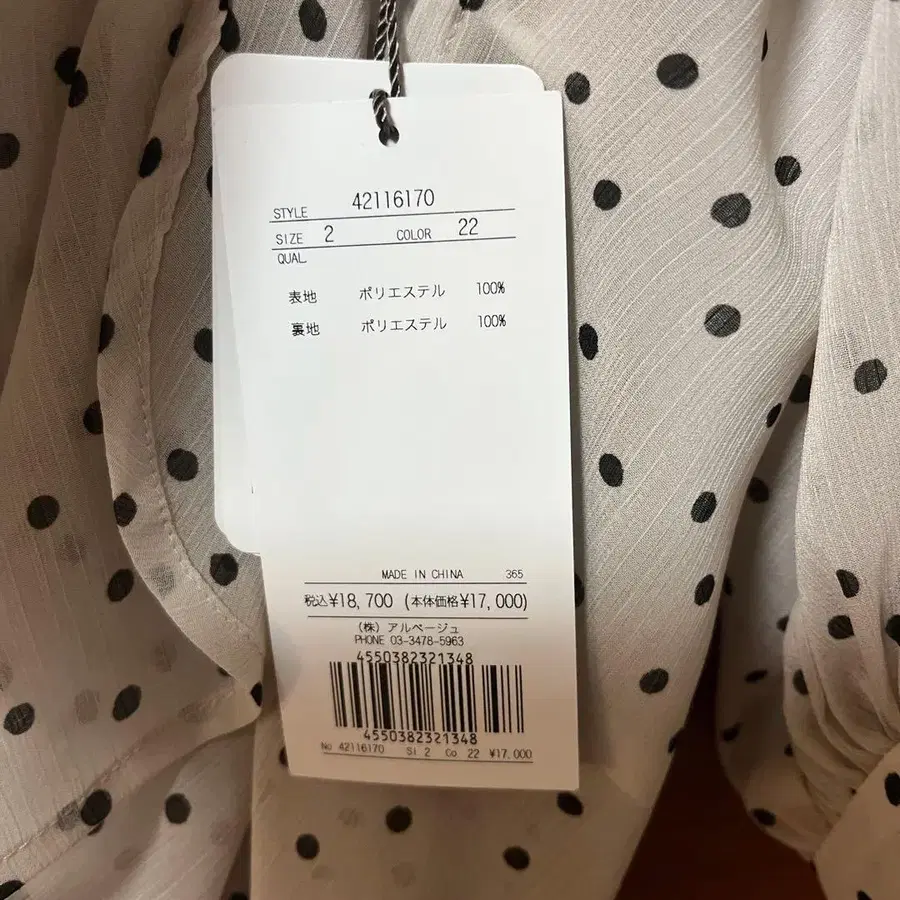 STYLE 42116170
SIZE 2 COLOR 22
QUAL
表地 ポリエステル 100%
裏地 ポリエステル 100%
MADE IN CHINA 365
税込¥18,700 (本体価格¥17,000)
(株) アルページュ
PHONE 03-3478-5963
4550382321348
4550382321348
No 42116170 Si 2 Co 22 ¥17,000